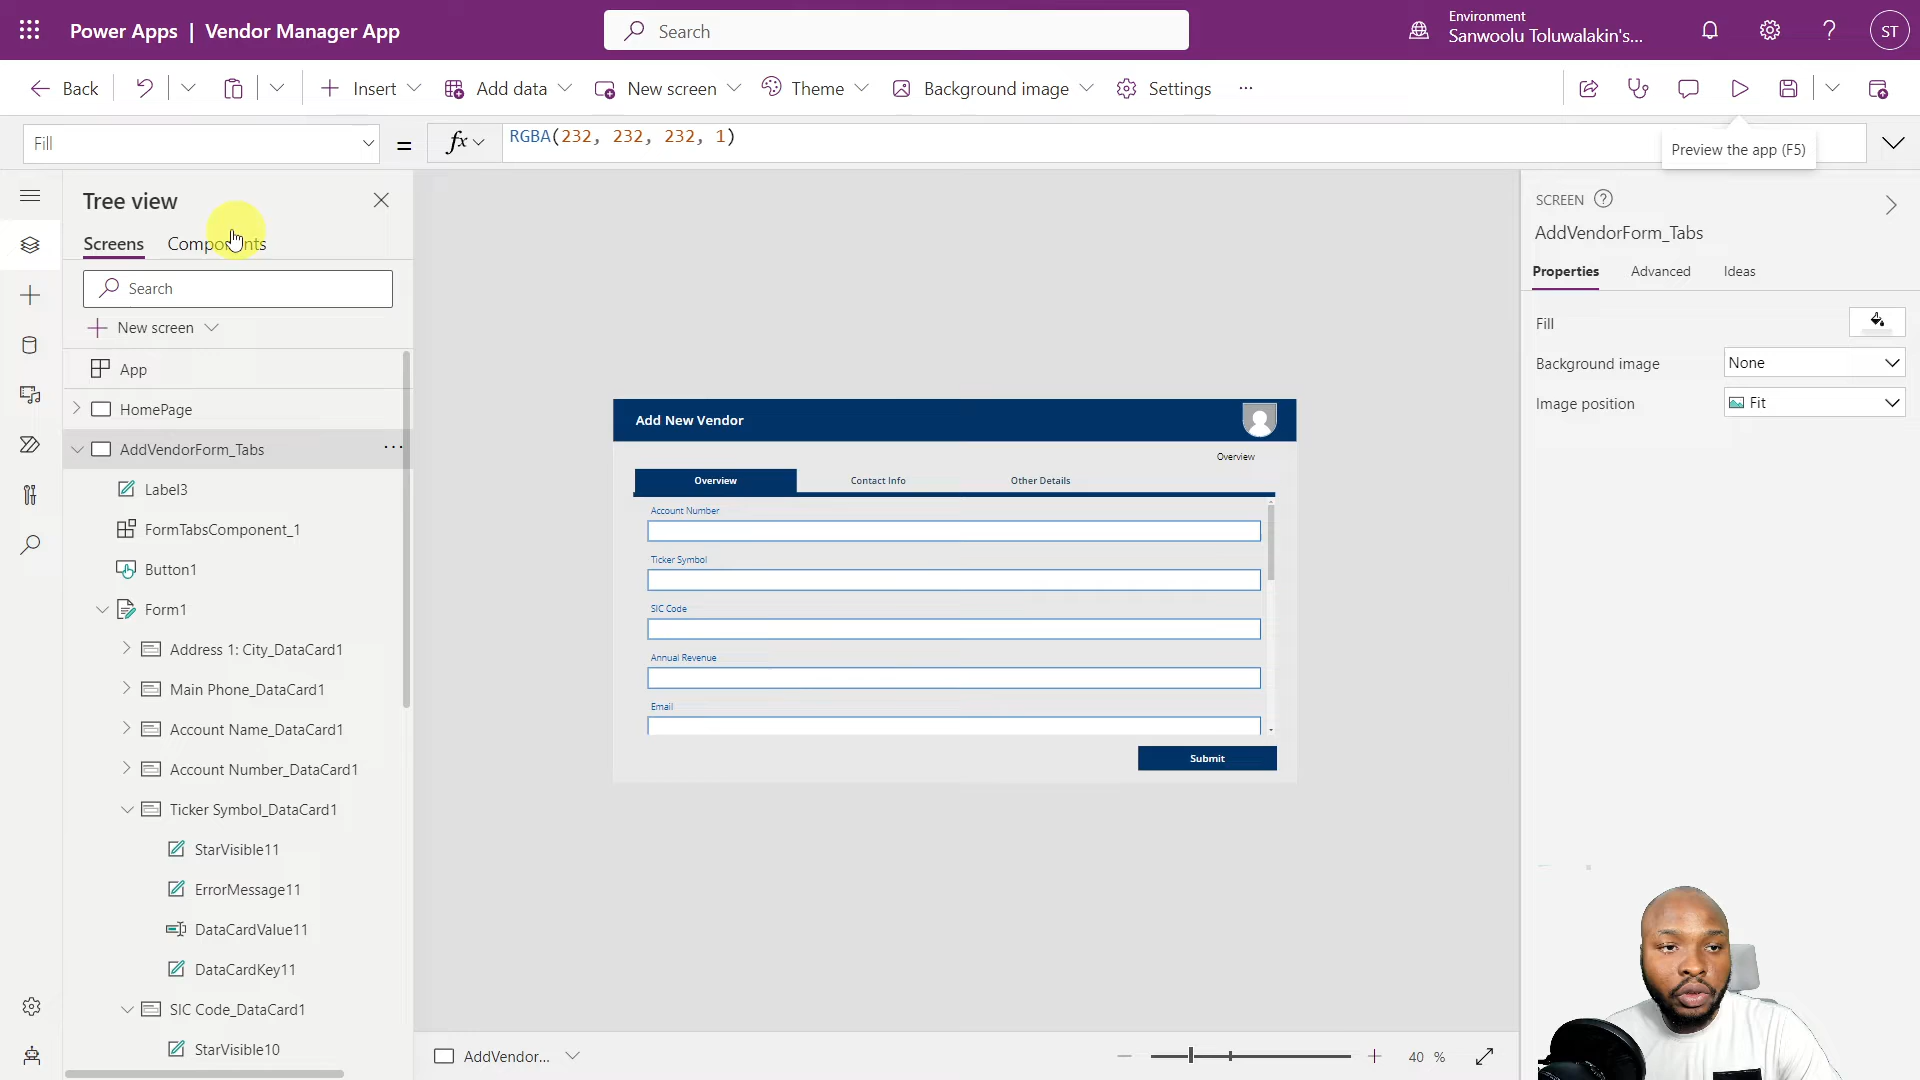 Power Apps | Vendor Manager App
Search
Environment
Sanwoolu Toluwalakin's...
ST
Back
Insert
Add data
New screen
Theme
Background image
Settings
...
Fill
=
fx
RGBA(232, 232, 232, 1)
Preview the app (F5)
Tree view
Screens
Components
Search
New screen
App
HomePage
AddVendorForm_Tabs
...
Label3
FormTabsComponent_1
Button1
Form1
Address 1: City_DataCard1
Main Phone_DataCard1
Account Name_DataCard1
Account Number_DataCard1
Ticker Symbol_DataCard1
StarVisible11
ErrorMessage11
DataCardValue11
DataCardKey11
SIC Code_DataCard1
StarVisible10
Add New Vendor
Overview
Overview
Contact Info
Other Details
Account Number
Ticker Symbol
SIC Code
Annual Revenue
Email
Submit
AddVendor...
40 %
SCREEN
AddVendorForm_Tabs
Properties
Advanced
Ideas
Fill
Background image
None
Image position
Fit